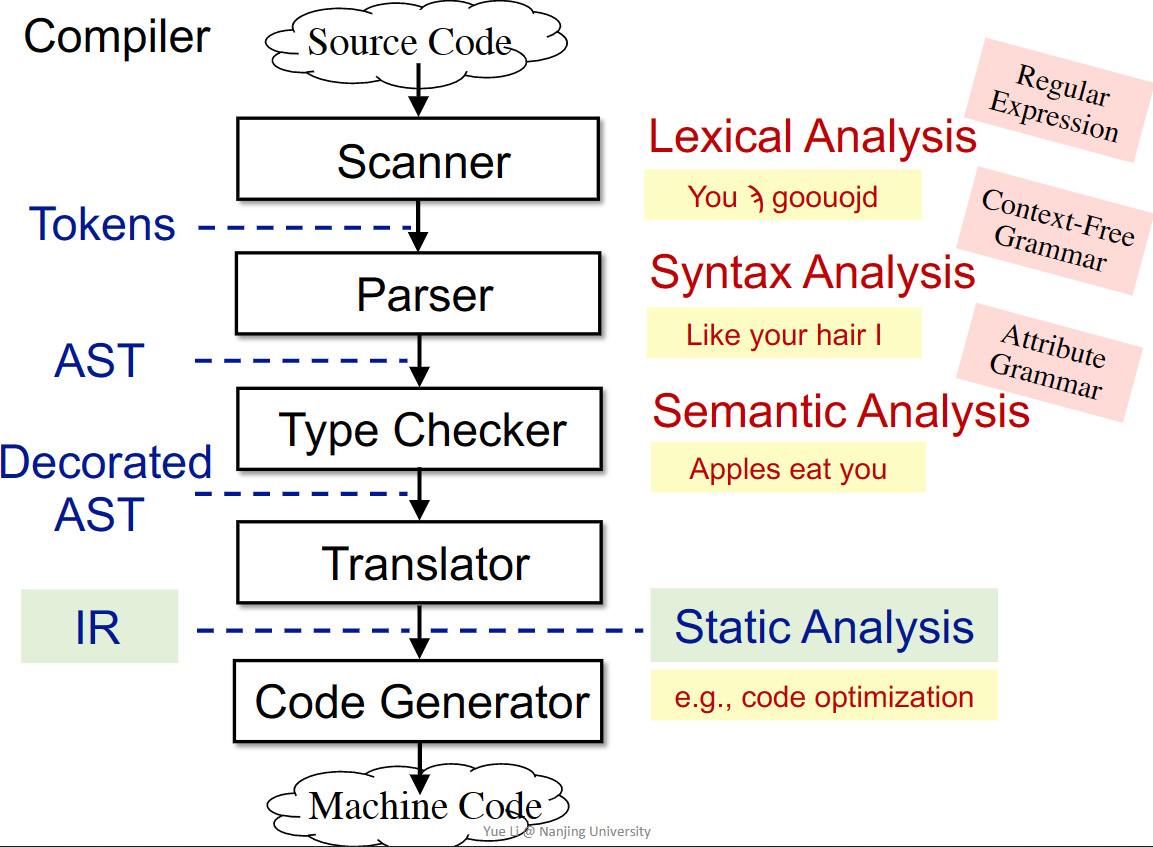 Compiler
Source Code
Regular
Expression
Scanner
Lexical Analysis
You goouojd
Tokens
Context-Free
Grammar
Parser
Syntax Analysis
Like your hair I
AST
Attribute
Grammar
Type Checker
Semantic Analysis
Apples eat you
Decorated
AST
Translator
IR
Static Analysis
Code Generator
e.g., code optimization
Machine Code
Yue Li @ Nanjing University